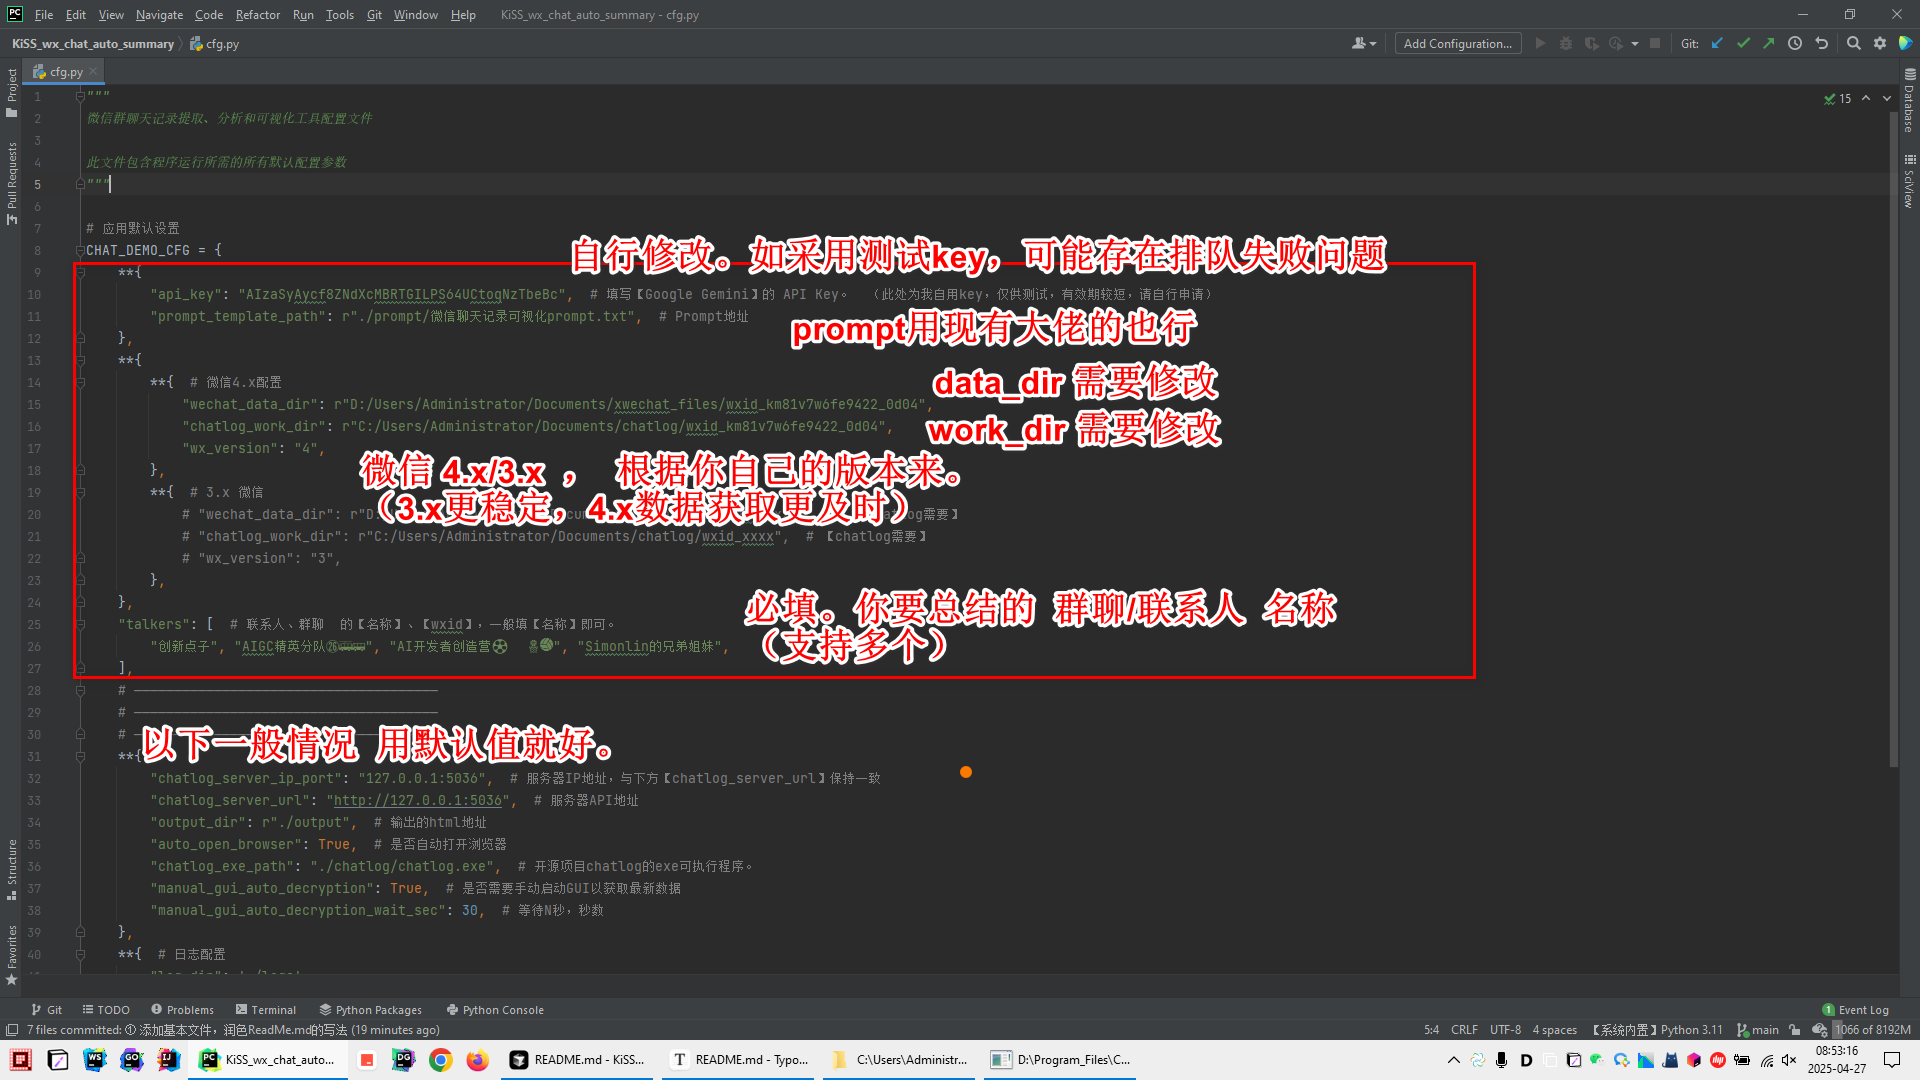 File Edit View Navigate Code Refactor Run Tools Git Window Help KiSS_wx_chat_auto_summary - cfg.py
KiSS_wx_chat_auto_summary cfg.py Add Configuration... Git:
cfg.py
Project
Pull Requests
Structure
Favorites
Database
SciView
15
1 """
2 微信群聊天记录提取、分析和可视化工具配置文件
3
4 此文件包含程序运行所需的所有默认配置参数
5 """
6
7 # 应用默认设置
8 CHAT_DEMO_CFG = {
自行修改。如采用测试key，可能存在排队失败问题
9 **{
10 "api_key": "AIzaSyAycf8ZNdXcMBRTGILPS64UCtoqNzTbeBc", # 填写【Google Gemini】的 API Key。 （此处为我自用key，仅供测试，有效期较短，请自行申请）
11 "prompt_template_path": r"./prompt/微信聊天记录可视化prompt.txt", # Prompt地址
prompt用现有大佬的也行
12 },
13 **{
14 **{ # 微信4.x配置
data_dir 需要修改
15 "wechat_data_dir": r"D:/Users/Administrator/Documents/xwechat_files/wxid_km81v7w6fe9422_0d04",
16 "chatlog_work_dir": r"C:/Users/Administrator/Documents/chatlog/wxid_km81v7w6fe9422_0d04",
work_dir 需要修改
17 "wx_version": "4",
18 },
微信 4.x/3.x ， 根据你自己的版本来。
19 **{ # 3.x 微信
（3.x更稳定，4.x数据获取更及时）
20 # "wechat_data_dir": r"D: log需要】
21 # "chatlog_work_dir": r"C:/Users/Administrator/Documents/chatlog/wxid_xxxx", # 【chatlog需要】
22 # "wx_version": "3",
23 },
24 },
必填。你要总结的 群聊/联系人 名称
（支持多个）
25 "talkers": [ # 联系人、群聊 的【名称】、【wxid】，一般填【名称】即可。
26 "创新点子", "AIGC精英分队㉖", "AI开发者创造营⚽", "Simonlin的兄弟姐妹",
27 ],
28 # ——————————————————
29 # ——————————————————
30 # —
以下一般情况 用默认值就好。
31 **{
32 "chatlog_server_ip_port": "127.0.0.1:5036", # 服务器IP地址，与下方【chatlog_server_url】保持一致
33 "chatlog_server_url": "http://127.0.0.1:5036", # 服务器API地址
34 "output_dir": r"./output", # 输出的html地址
35 "auto_open_browser": True, # 是否自动打开浏览器
36 "chatlog_exe_path": "./chatlog/chatlog.exe", # 开源项目chatlog的exe可执行程序。
37 "manual_gui_auto_decryption": True, # 是否需要手动启动GUI以获取最新数据
38 "manual_gui_auto_decryption_wait_sec": 30, # 等待N秒，秒数
39 },
40 **{ # 日志配置
Git TODO Problems Terminal Python Packages Python Console 1 Event Log
7 files committed: ① 添加基本文件，润色ReadMe.md的写法 (19 minutes ago) 5:4 CRLF UTF-8 4 spaces 【系统内置】Python 3.11 main 1066 of 8192M
KiSS_wx_chat_auto... README.md - KiSS... README.md - Typo... C:\Users\Administr... D:\Program_Files\C...
08:53:16
2025-04-27